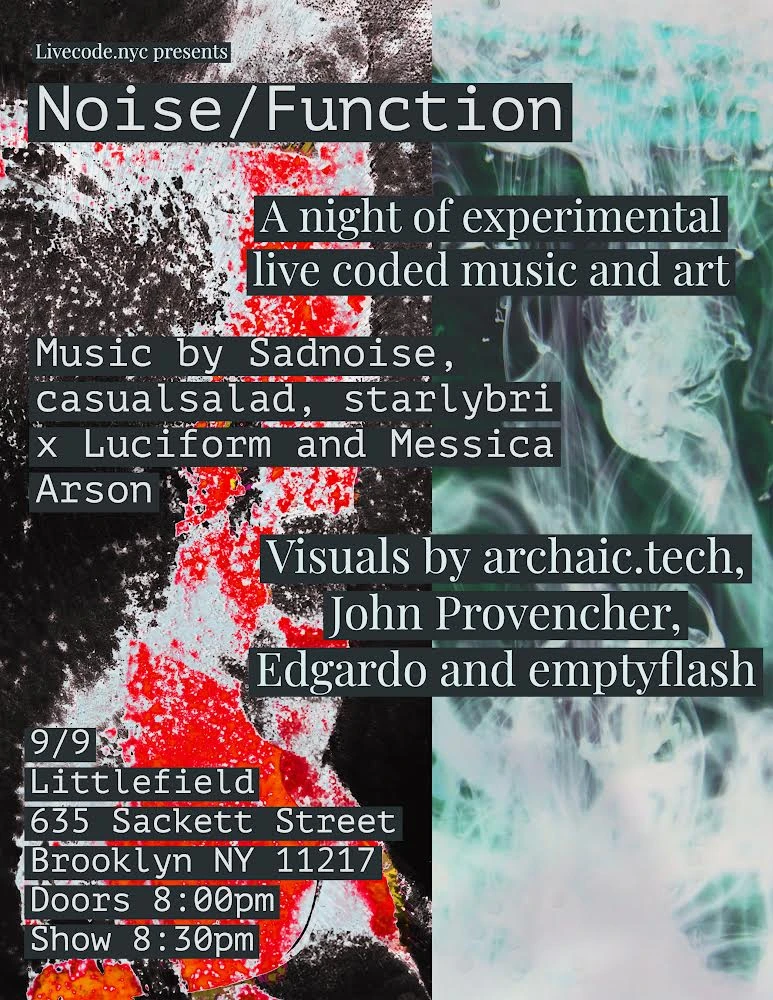 Livecode.nyc presents
Noise/Function
A night of experimental
live coded music and art
Music by Sadnoise,
casualsalad, starlybri
x Luciform and Messica
Arson
Visuals by archaic.tech,
John Provencher,
Edgardo and emptyflash
9/9
Littlefield
635 Sackett Street
Brooklyn NY 11217
Doors 8:00pm
Show 8:30pm